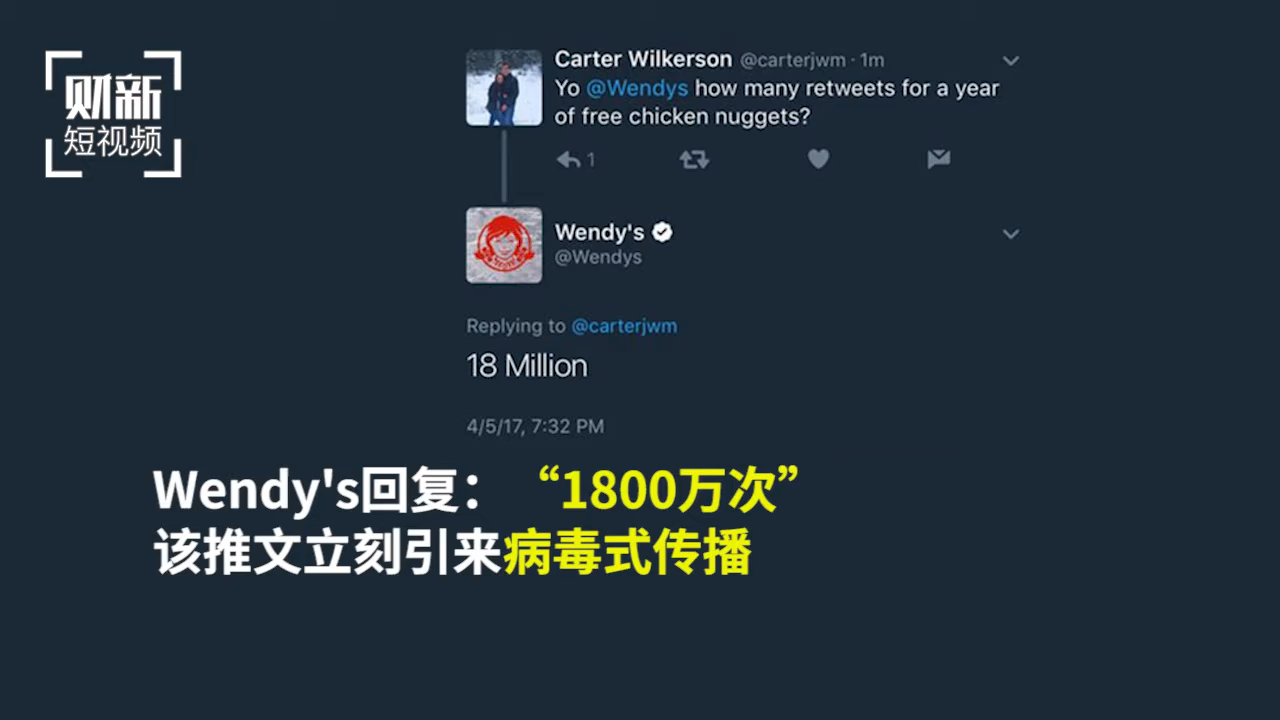 财新
短视频
Carter Wilkerson @carterjwm · 1m
Yo @Wendys how many retweets for a year
of free chicken nuggets?
1
Wendy's
@Wendys
Replying to @carterjwm
18 Million
4/5/17, 7:32 PM
Wendy's回复：“1800万次”
该推文立刻引来病毒式传播